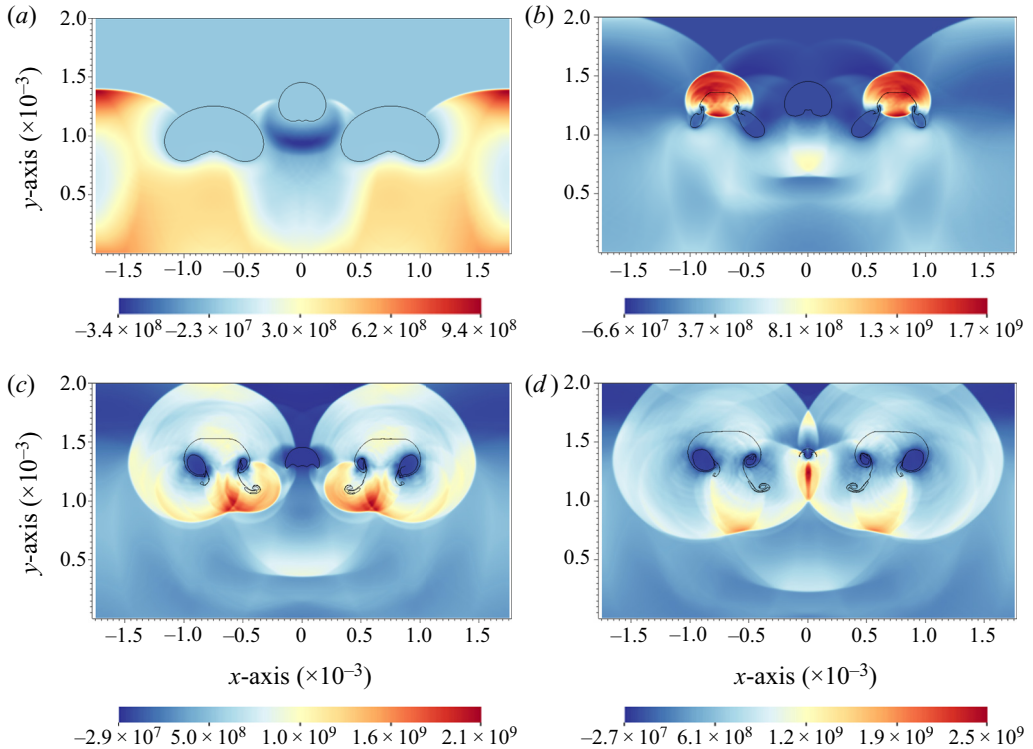 (a)
2.0
1.5
1.0
0.5
y-axis (×10⁻³)
−1.5 −1.0 −0.5 0 0.5 1.0 1.5
−3.4 × 10⁸ −2.3 × 10⁷ 3.0 × 10⁸ 6.2 × 10⁸ 9.4 × 10⁸
(b)
2.0
1.5
1.0
0.5
−1.5 −1.0 −0.5 0 0.5 1.0 1.5
−6.6 × 10⁷ 3.7 × 10⁸ 8.1 × 10⁸ 1.3 × 10⁹ 1.7 × 10⁹
(c)
2.0
1.5
1.0
0.5
y-axis (×10⁻³)
−1.5 −1.0 −0.5 0 0.5 1.0 1.5
x-axis (×10⁻³)
−2.9 × 10⁷ 5.0 × 10⁸ 1.0 × 10⁹ 1.6 × 10⁹ 2.1 × 10⁹
(d)
2.0
1.5
1.0
0.5
−1.5 −1.0 −0.5 0 0.5 1.0 1.5
x-axis (×10⁻³)
−2.7 × 10⁷ 6.1 × 10⁸ 1.2 × 10⁹ 1.9 × 10⁹ 2.5 × 10⁹